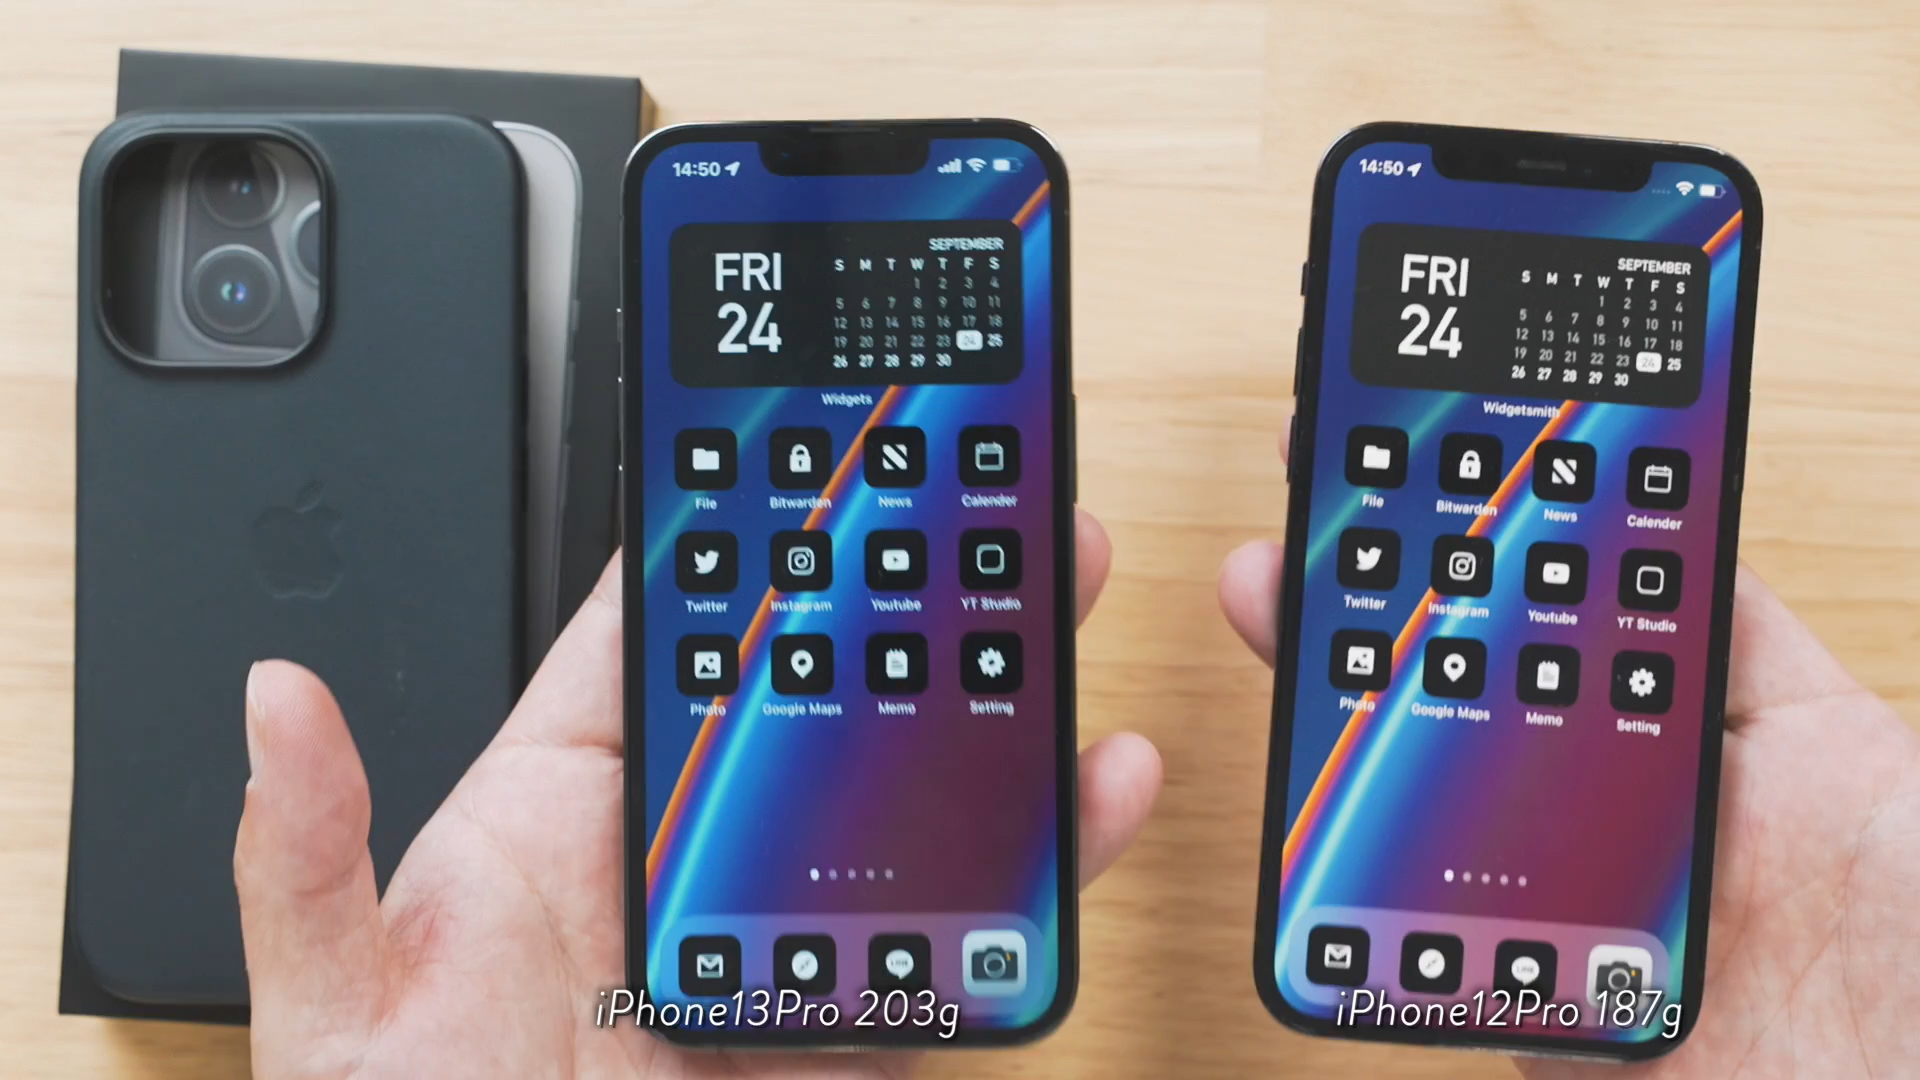 14:50
FRI
24
SEPTEMBER
S M T W T F S
1 2 3 4
5 6 7 8 9 10 11
12 13 14 15 16 17 18
19 20 21 22 23 24 25
26 27 28 29 30
Widgets
File Bitwarden News Calender
Twitter Instagram Youtube YT Studio
Photo Google Maps Memo Setting
LINE
iPhone13Pro 203g
14:50
FRI
24
SEPTEMBER
S M T W T F S
1 2 3 4
5 6 7 8 9 10 11
12 13 14 15 16 17 18
19 20 21 22 23 24 25
26 27 28 29 30
Widgetsmith
File Bitwarden News Calender
Twitter Instagram Youtube YT Studio
Photo Google Maps Memo Setting
LINE
iPhone12Pro 187g